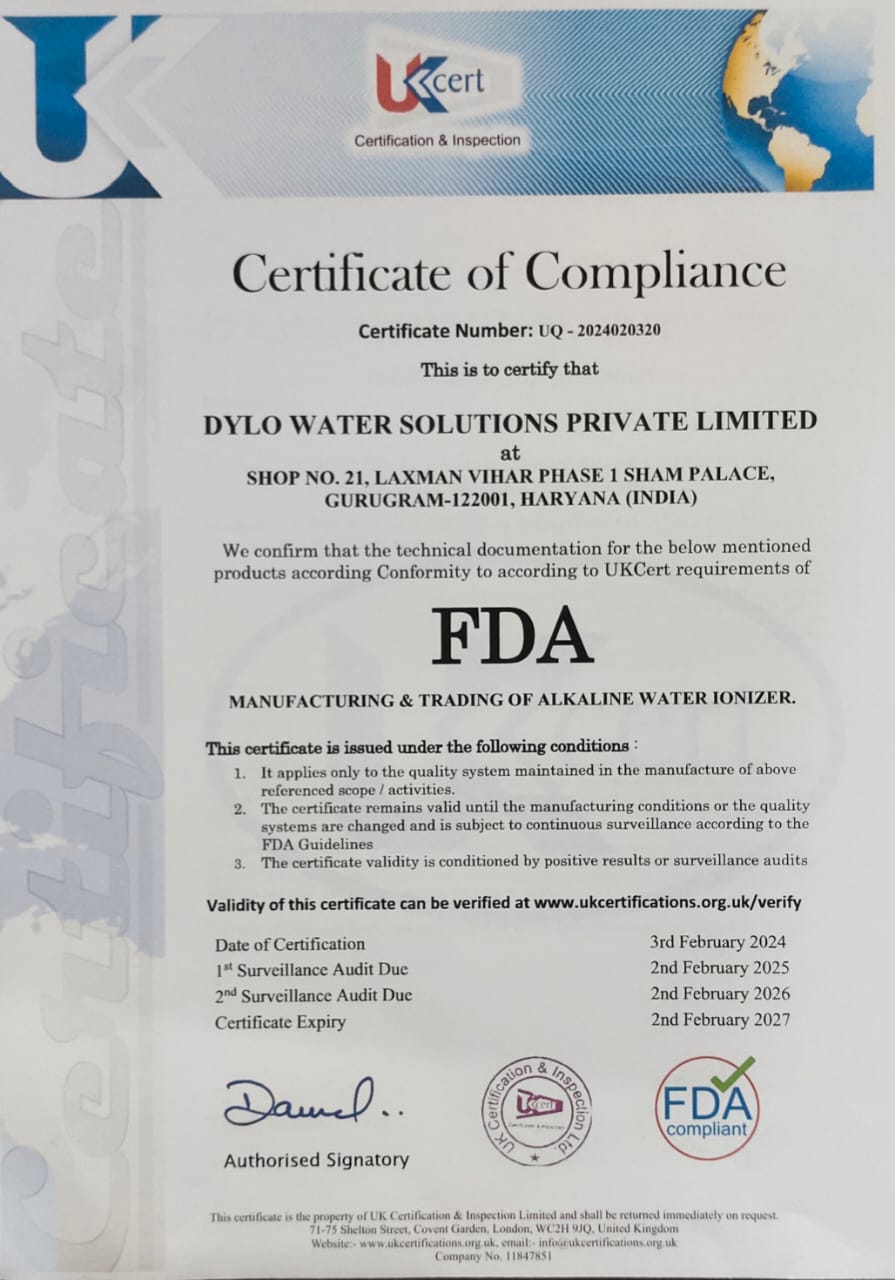 UKcert
Certification & Inspection
Certificate of Compliance
Certificate Number: UQ - 2024020320
This is to certify that
DYLO WATER SOLUTIONS PRIVATE LIMITED
at
SHOP NO. 21, LAXMAN VIHAR PHASE 1 SHAM PALACE,
GURUGRAM-122001, HARYANA (INDIA)
We confirm that the technical documentation for the below mentioned
products according Conformity to according to UKCert requirements of
FDA
MANUFACTURING & TRADING OF ALKALINE WATER IONIZER.
This certificate is issued under the following conditions :
1. It applies only to the quality system maintained in the manufacture of above
referenced scope / activities.
2. The certificate remains valid until the manufacturing conditions or the quality
systems are changed and is subject to continuous surveillance according to the
FDA Guidelines
3. The certificate validity is conditioned by positive results or surveillance audits
Validity of this certificate can be verified at www.ukcertifications.org.uk/verify
Date of Certification 3rd February 2024
1st Surveillance Audit Due 2nd February 2025
2nd Surveillance Audit Due 2nd February 2026
Certificate Expiry 2nd February 2027
Authorised Signatory
UK Certification & Inspection Ltd.
UKcert
FDA
compliant
This certificate is the property of UK Certification & Inspection Limited and shall be returned immediately on request.
71-75 Shelton Street, Covent Garden, London, WC2H 9JQ, United Kingdom
Website:- www.ukcertifications.org.uk, email:- info@ukcertifications.org.uk
Company No. 11847851
Certificate
UK